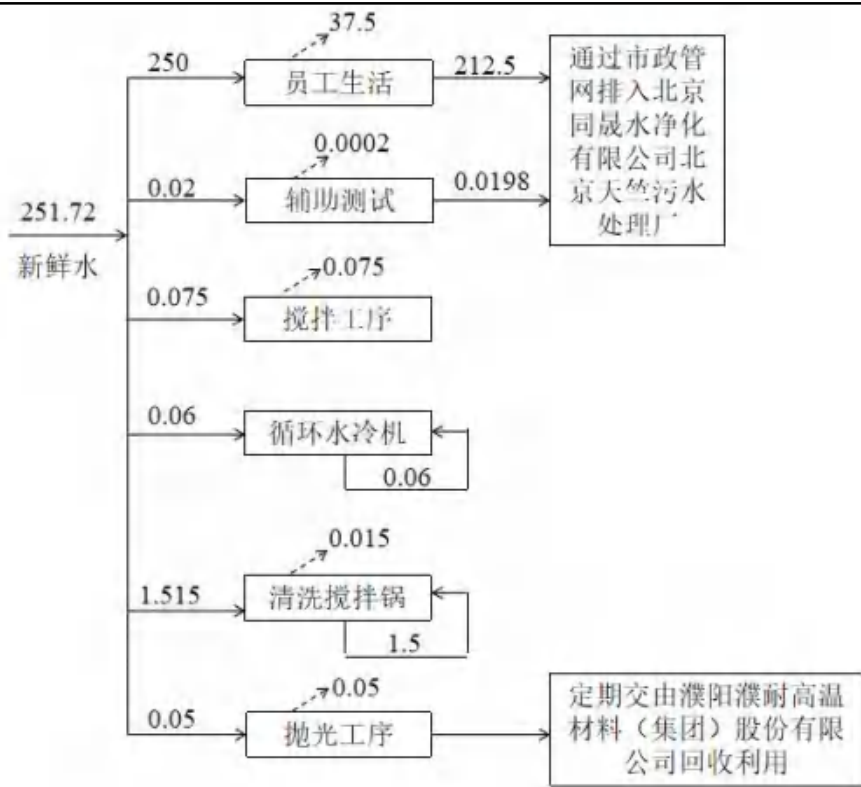 37.5
250
员工生活
212.5
通过市政管
网排入北京
同晟水净化
有限公司北
京天竺污水
处理厂
0.0002
0.02
辅助测试
0.0198
251.72
新鲜水
0.075
0.075
搅拌工序
0.06
循环水冷机
0.06
0.015
1.515
清洗搅拌锅
1.5
0.05
0.05
抛光工序
定期交由濮阳濮耐高温
材料（集团）股份有限
公司回收利用